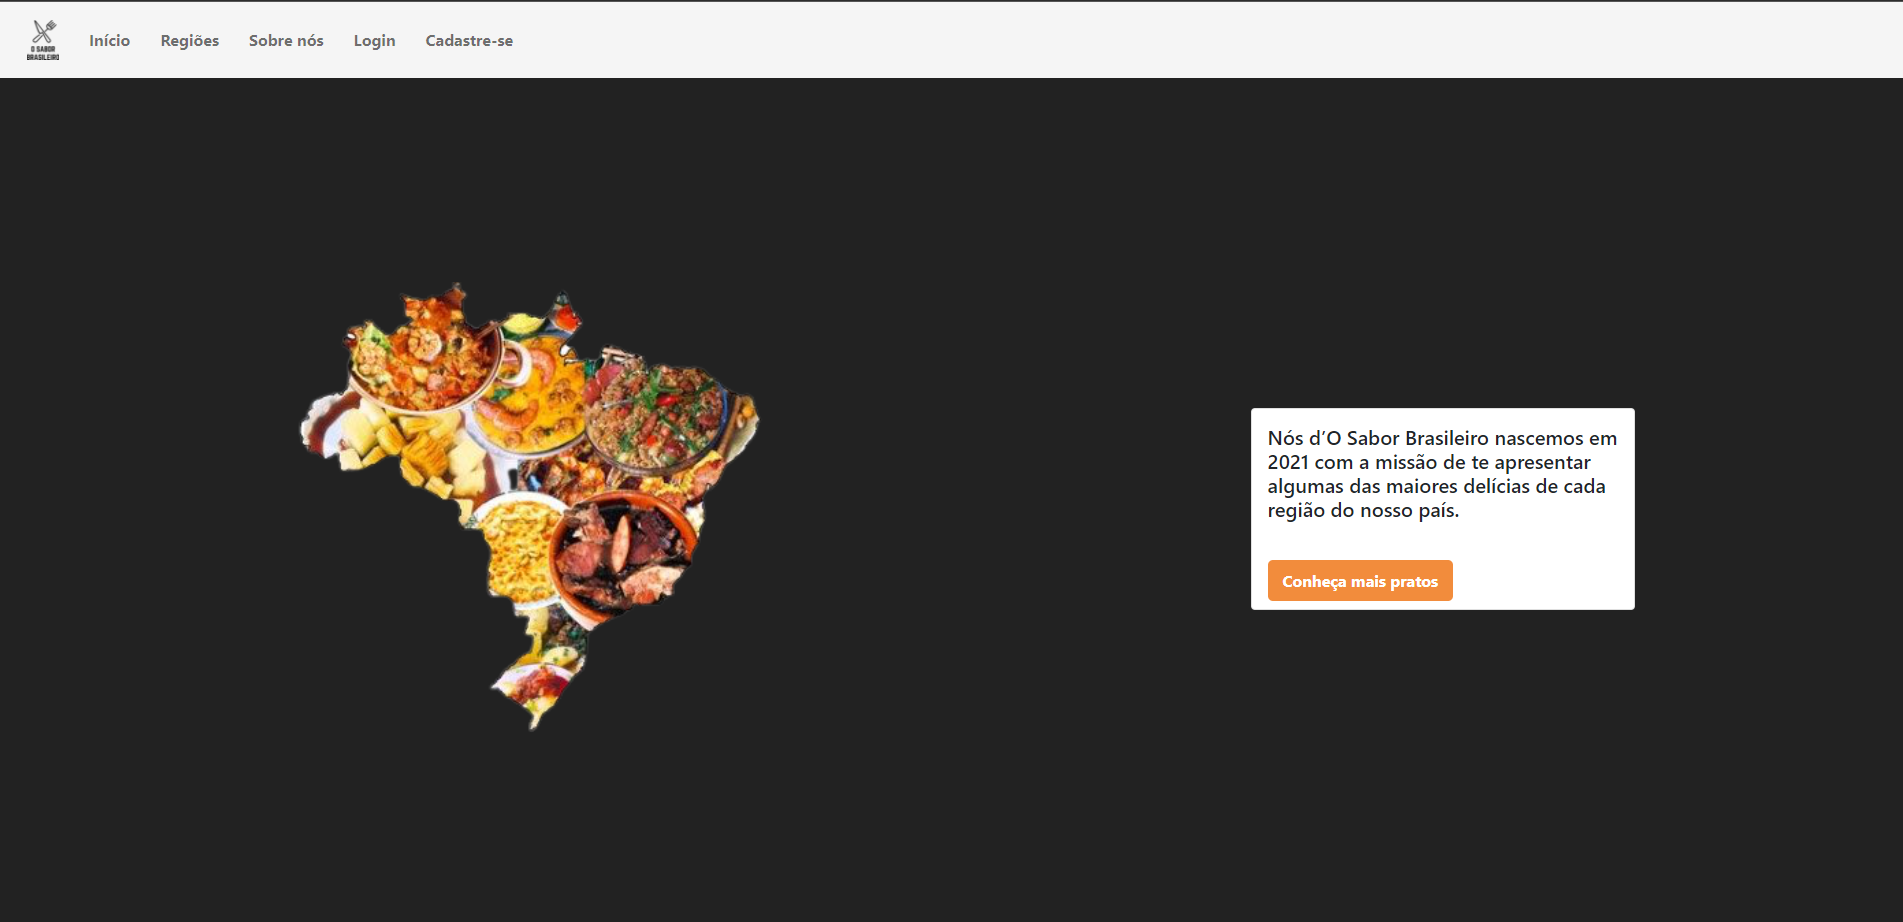 O SABOR
BRASILEIRO
Início Regiões Sobre nós Login Cadastre-se
Nós d’O Sabor Brasileiro nascemos em
2021 com a missão de te apresentar
algumas das maiores delícias de cada
região do nosso país.
Conheça mais pratos